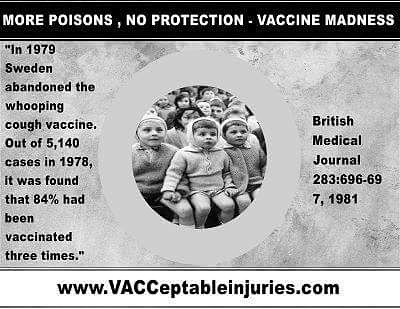 MORE POISONS , NO PROTECTION - VACCINE MADNESS
"In 1979
Sweden
abandoned the
whooping
cough vaccine.
Out of 5,140
cases in 1978,
it was found
that 84% had
been
vaccinated
three times."
British
Medical
Journal
283:696-69
7, 1981
www.VACCeptableinjuries.com